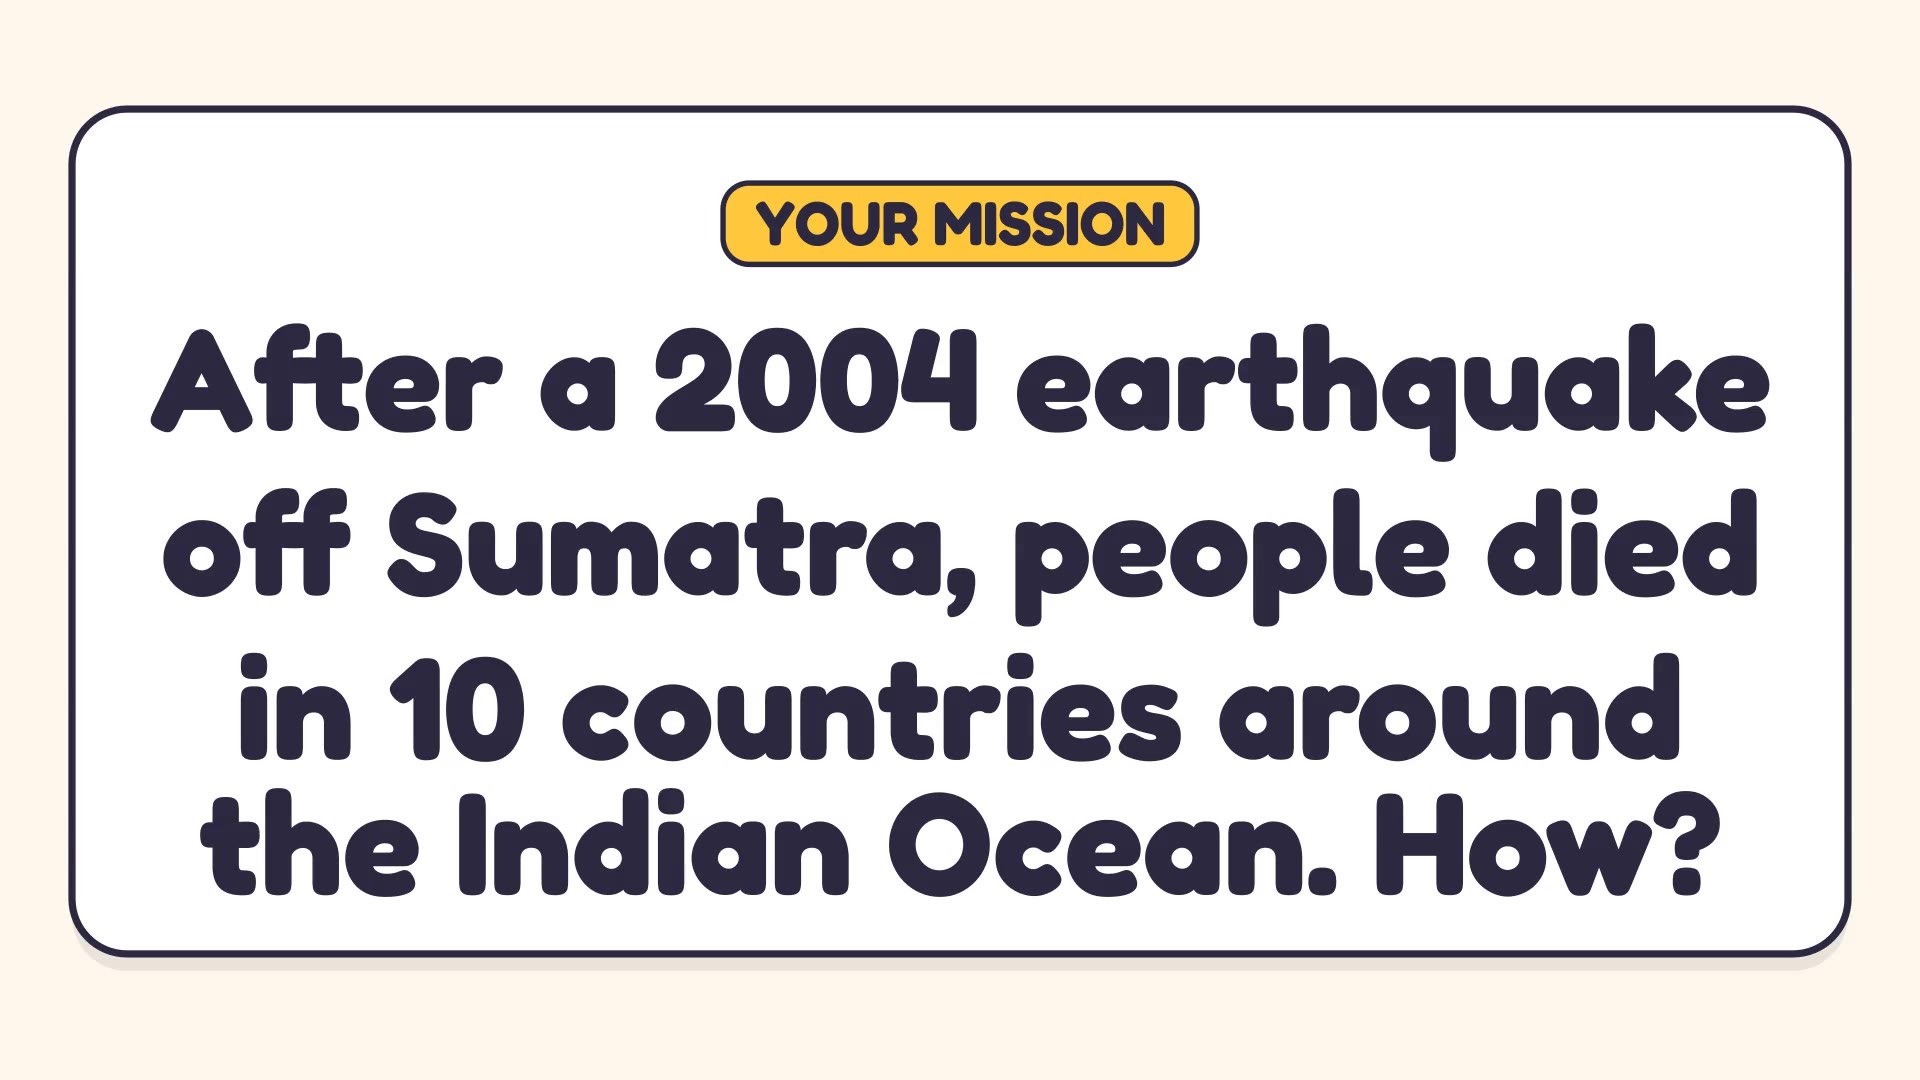 YOUR MISSION
After a 2004 earthquake
off Sumatra, people died
in 10 countries around
the Indian Ocean. How?